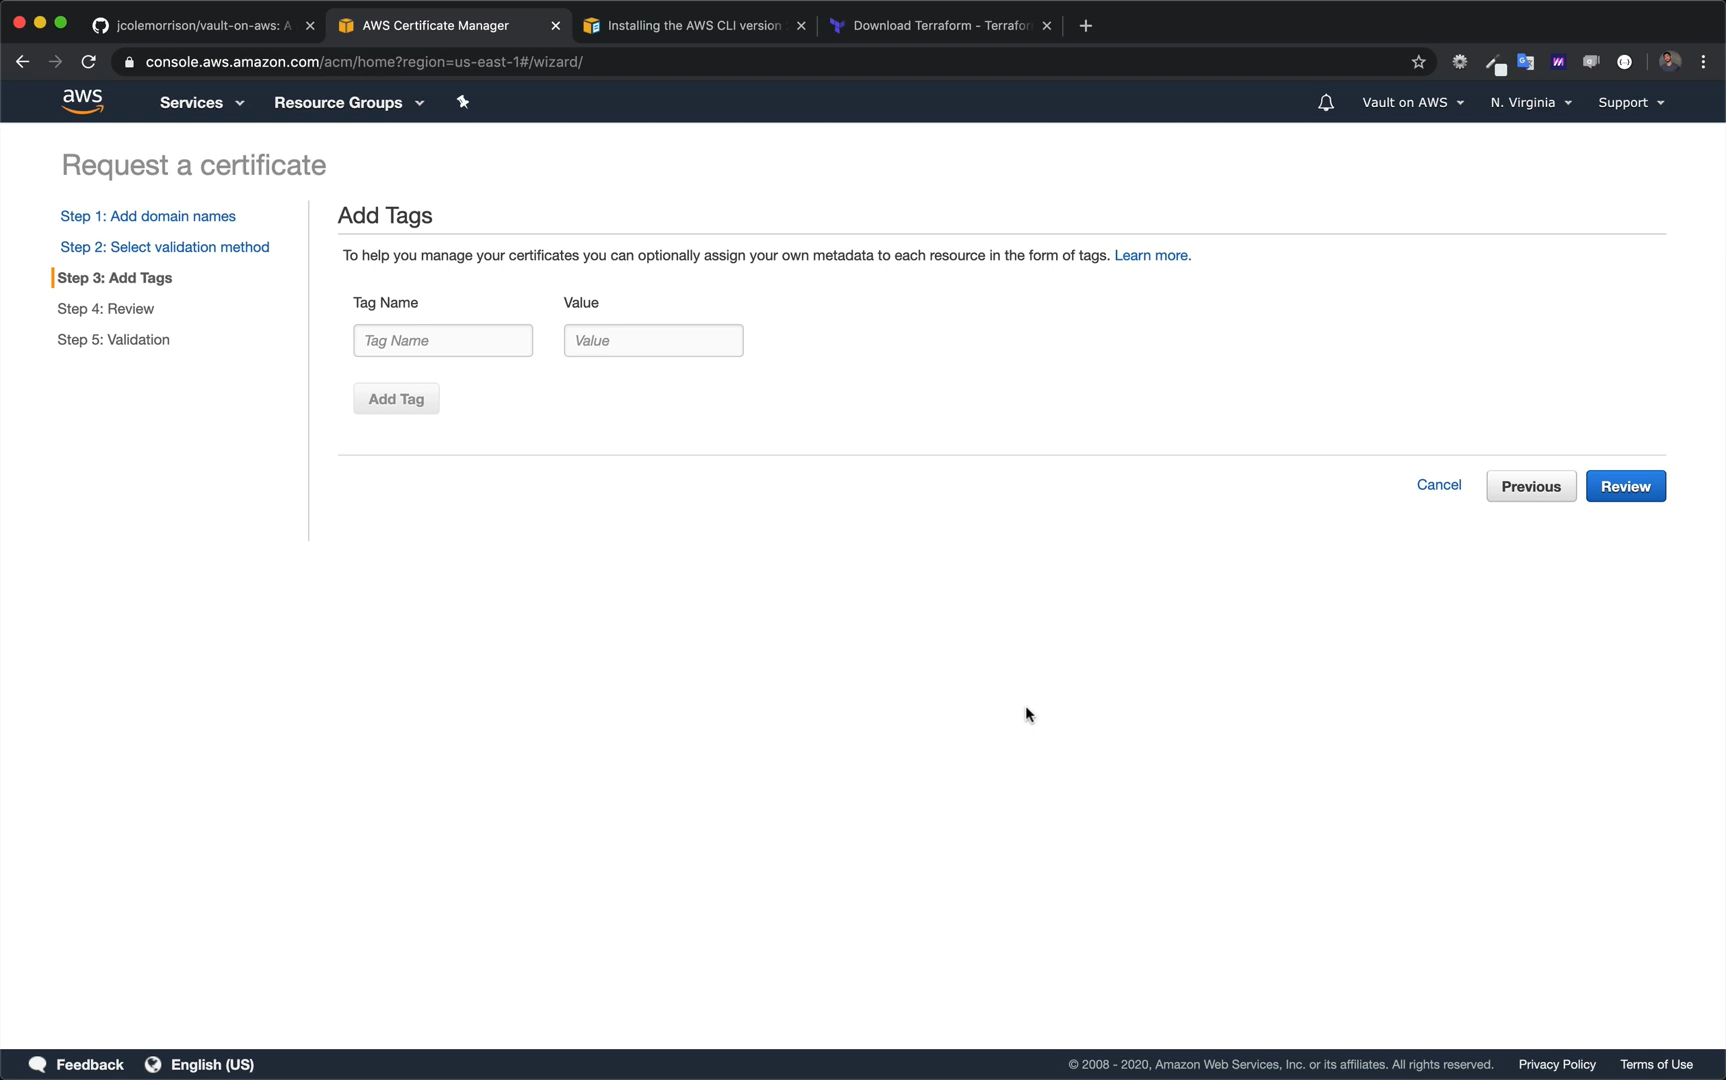 jcolemorrison/vault-on-aws: A
AWS Certificate Manager
Installing the AWS CLI version
Download Terraform - Terrafor
console.aws.amazon.com/acm/home?region=us-east-1#/wizard/
aws
Services
Resource Groups
Vault on AWS
N. Virginia
Support
Request a certificate
Step 1: Add domain names
Step 2: Select validation method
Step 3: Add Tags
Step 4: Review
Step 5: Validation
Add Tags
To help you manage your certificates you can optionally assign your own metadata to each resource in the form of tags. Learn more.
Tag Name
Value
Tag Name
Value
Add Tag
Cancel
Previous
Review
Feedback
English (US)
© 2008 - 2020, Amazon Web Services, Inc. or its affiliates. All rights reserved.
Privacy Policy
Terms of Use